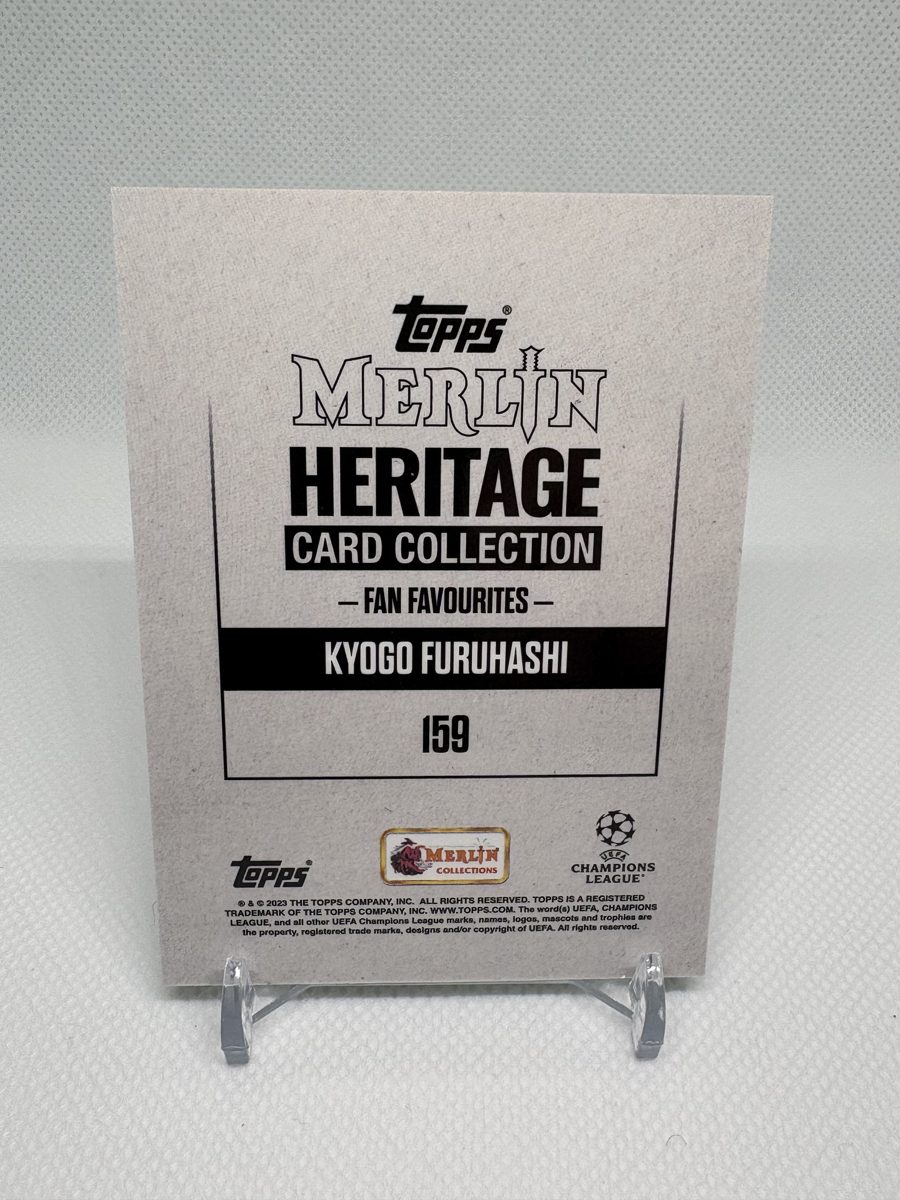 topps®
MERLIN
HERITAGE
CARD COLLECTION
– FAN FAVOURITES –
KYOGO FURUHASHI
159
topps®
MERLIN
COLLECTIONS
UEFA
CHAMPIONS
LEAGUE
® & © 2023 THE TOPPS COMPANY, INC. ALL RIGHTS RESERVED. TOPPS IS A REGISTERED
TRADEMARK OF THE TOPPS COMPANY, INC. WWW.TOPPS.COM. The word(s) UEFA, CHAMPIONS
LEAGUE, and all other UEFA Champions League marks, names, logos, mascots and trophies are
the property, registered trade marks, designs and/or copyright of UEFA. All rights reserved.